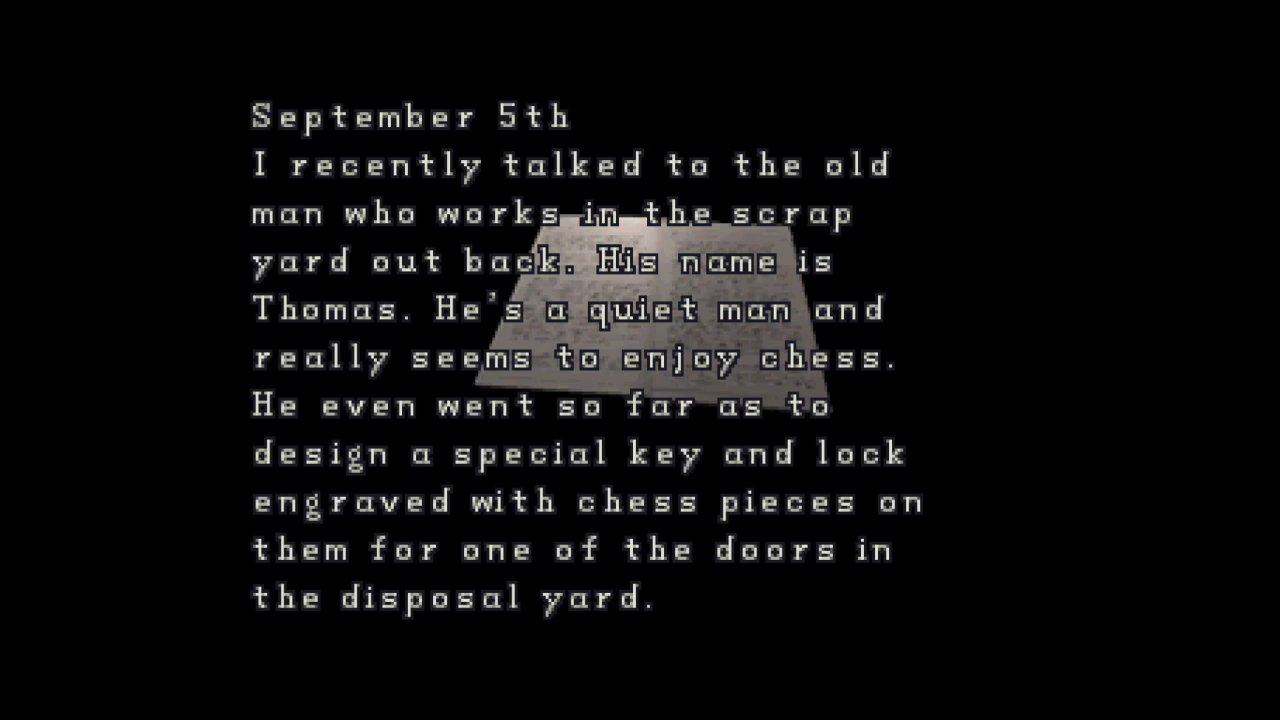 September 5th
I recently talked to the old
man who works in the scrap
yard out back. His name is
Thomas. He's a quiet man and
really seems to enjoy chess.
He even went so far as to
design a special key and lock
engraved with chess pieces on
them for one of the doors in
the disposal yard.